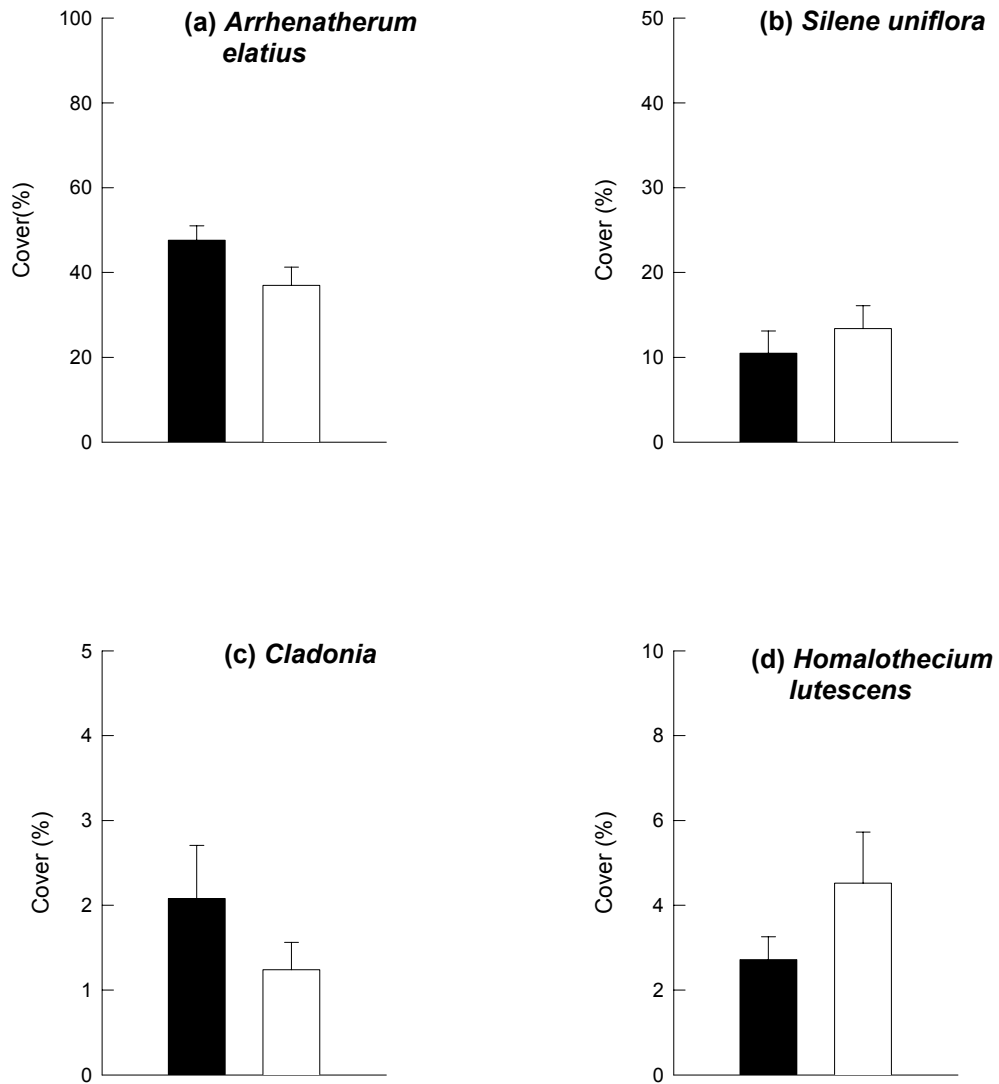 (a) Arrhenatherum
elatius
100
80
60
40
20
0
Cover(%)
(b) Silene uniflora
50
40
30
20
10
0
Cover (%)
(c) Cladonia
5
4
3
2
1
0
Cover (%)
(d) Homalothecium
lutescens
10
8
6
4
2
0
Cover (%)